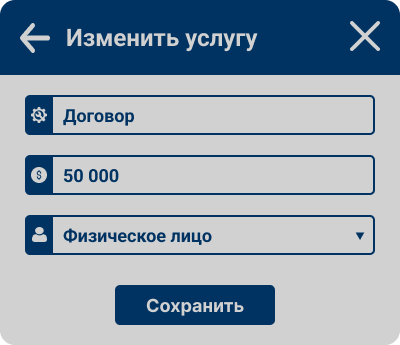 Изменить услугу
Договор
50 000
Физическое лицо
Сохранить